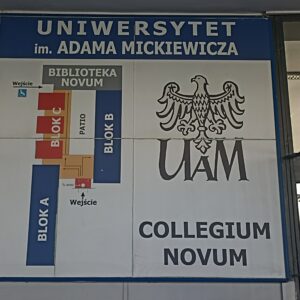 UNIWERSYTET
im. ADAMA MICKIEWICZA
Wejście
BIBLIOTEKA
NOVUM
BLOK C
PATIO
BLOK B
BLOK A
Wejście
UAM
COLLEGIUM
NOVUM